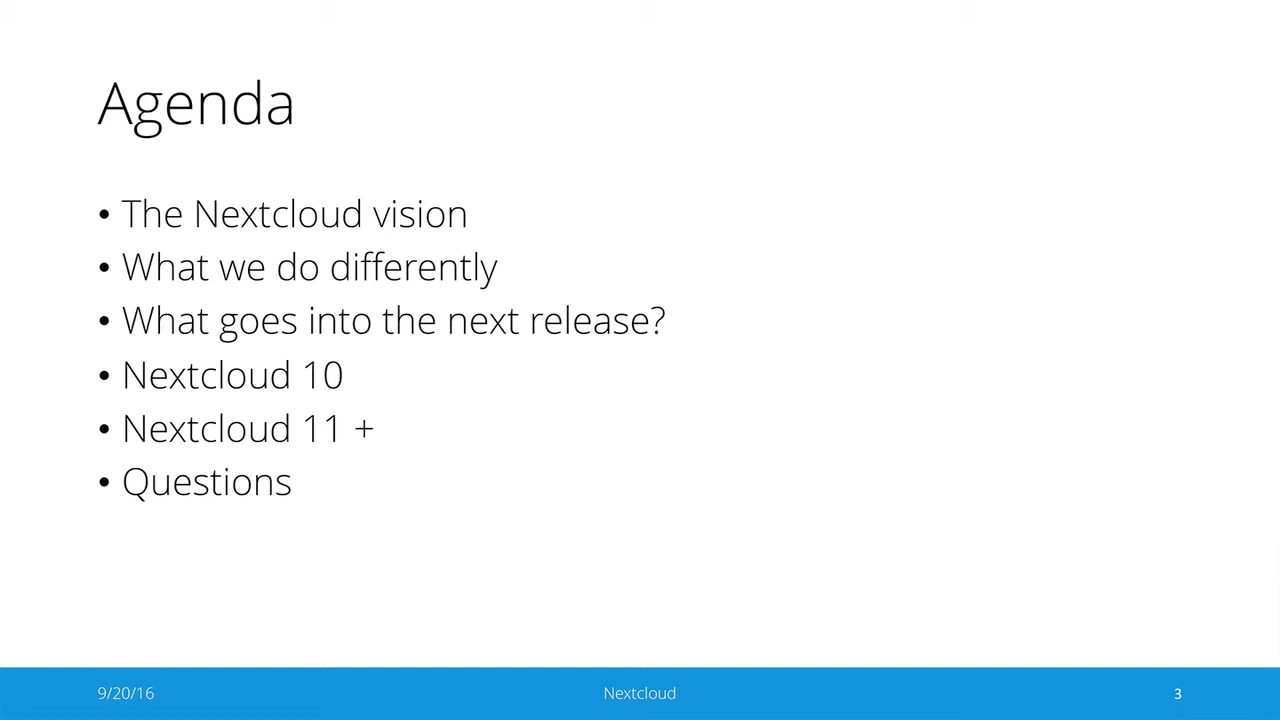 Agenda
• The Nextcloud vision
• What we do differently
• What goes into the next release?
• Nextcloud 10
• Nextcloud 11 +
• Questions
9/20/16
Nextcloud
3